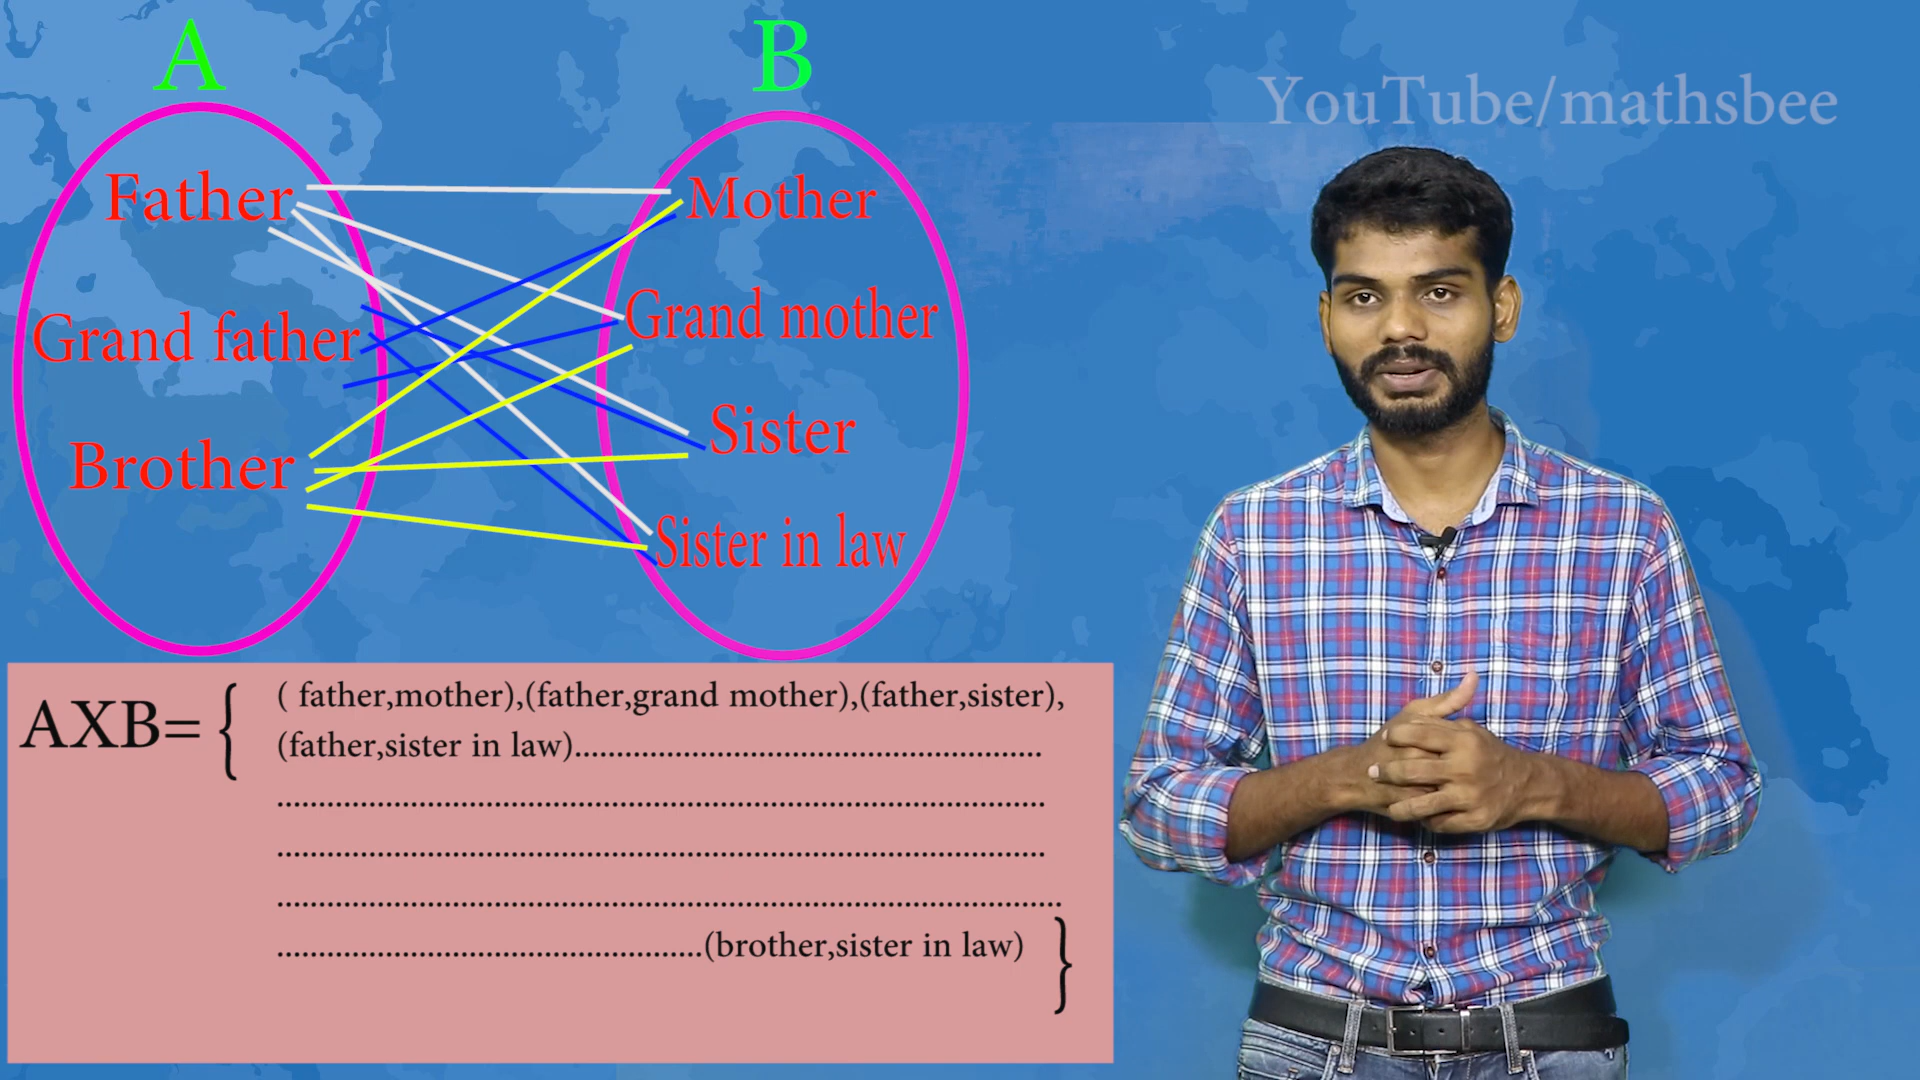 A
B
YouTube/mathsbee
Father
Mother
Grand father
Grand mother
Brother
Sister
Sister in law
AXB= { ( father,mother),(father,grand mother),(father,sister),
(father,sister in law)........................................................
............................................................................................
............................................................................................
..............................................................................................
...................................................(brother,sister in law) }